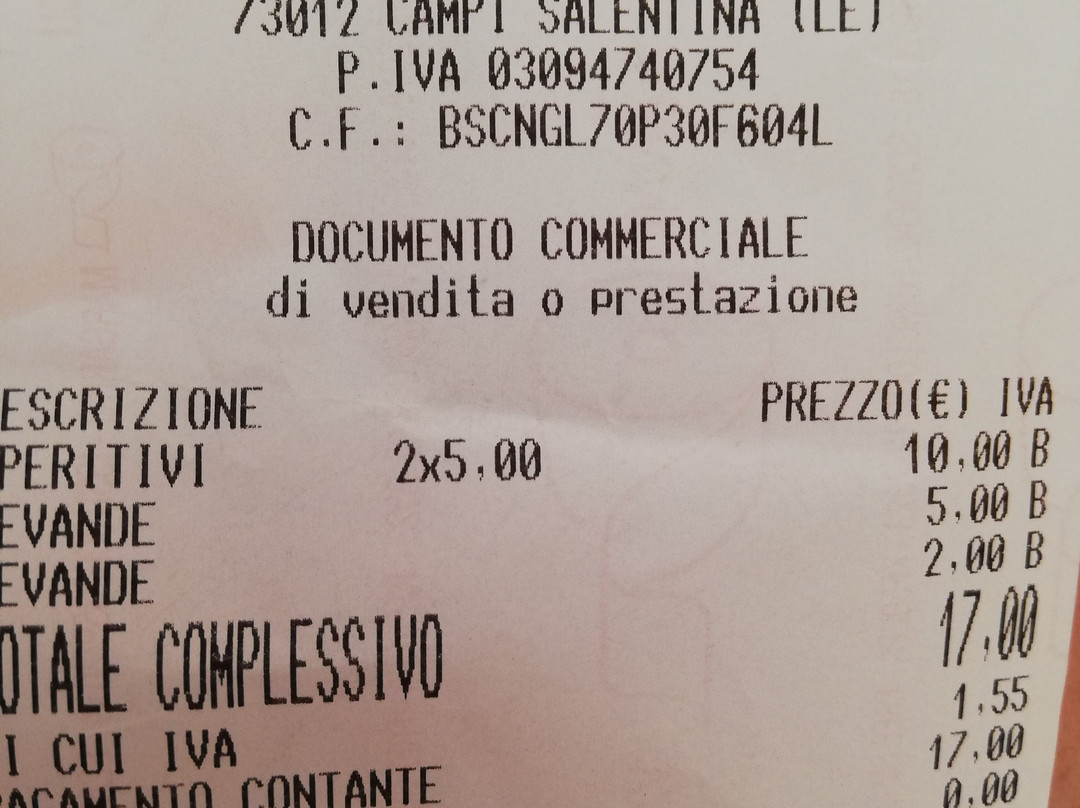 73012 CAMPI SALENTINA (LE)
P.IVA 03094740754
C.F.: BSCNGL70P30F604L
DOCUMENTO COMMERCIALE
di vendita o prestazione
ESCRIZIONE PREZZO(€) IVA
PERITIVI 2x5,00 10,00 B
EVANDE 5,00 B
EVANDE 2,00 B
OTALE COMPLESSIVO 17,00
I CUI IVA 1,55
AGAMENTO CONTANTE 17,00
0,00